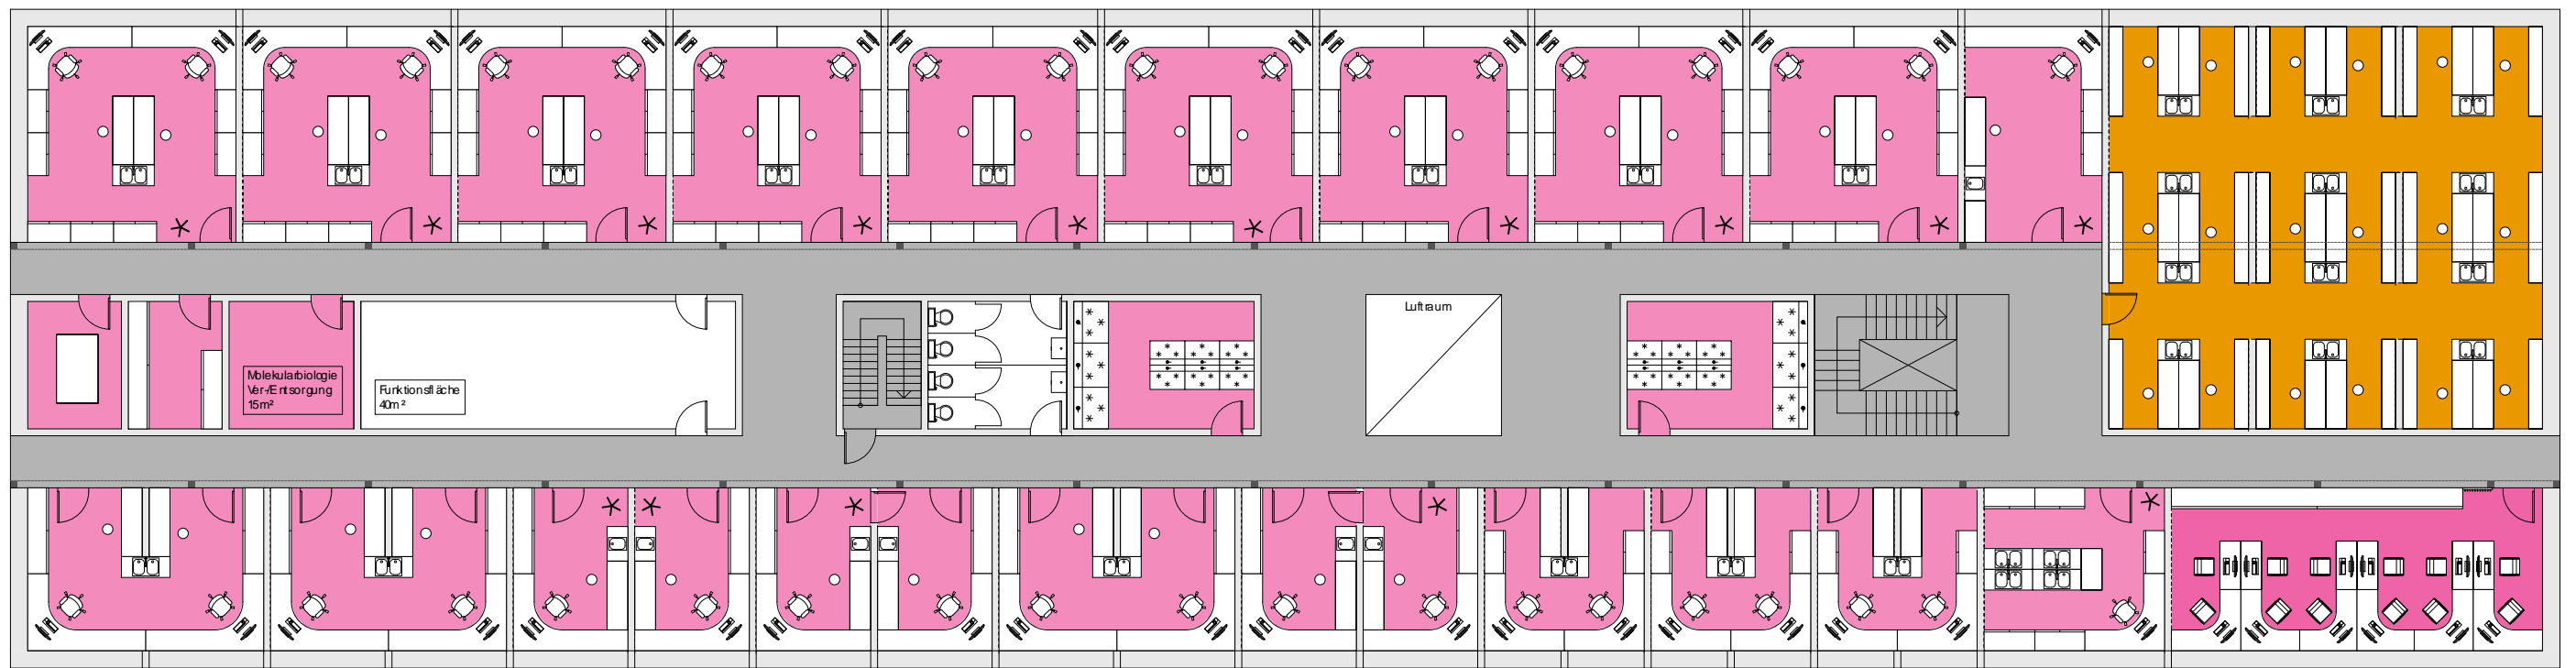 Luftraum
Molekularbiologie
Ver-/Entsorgung
15m²
Funktionsfläche
40m²